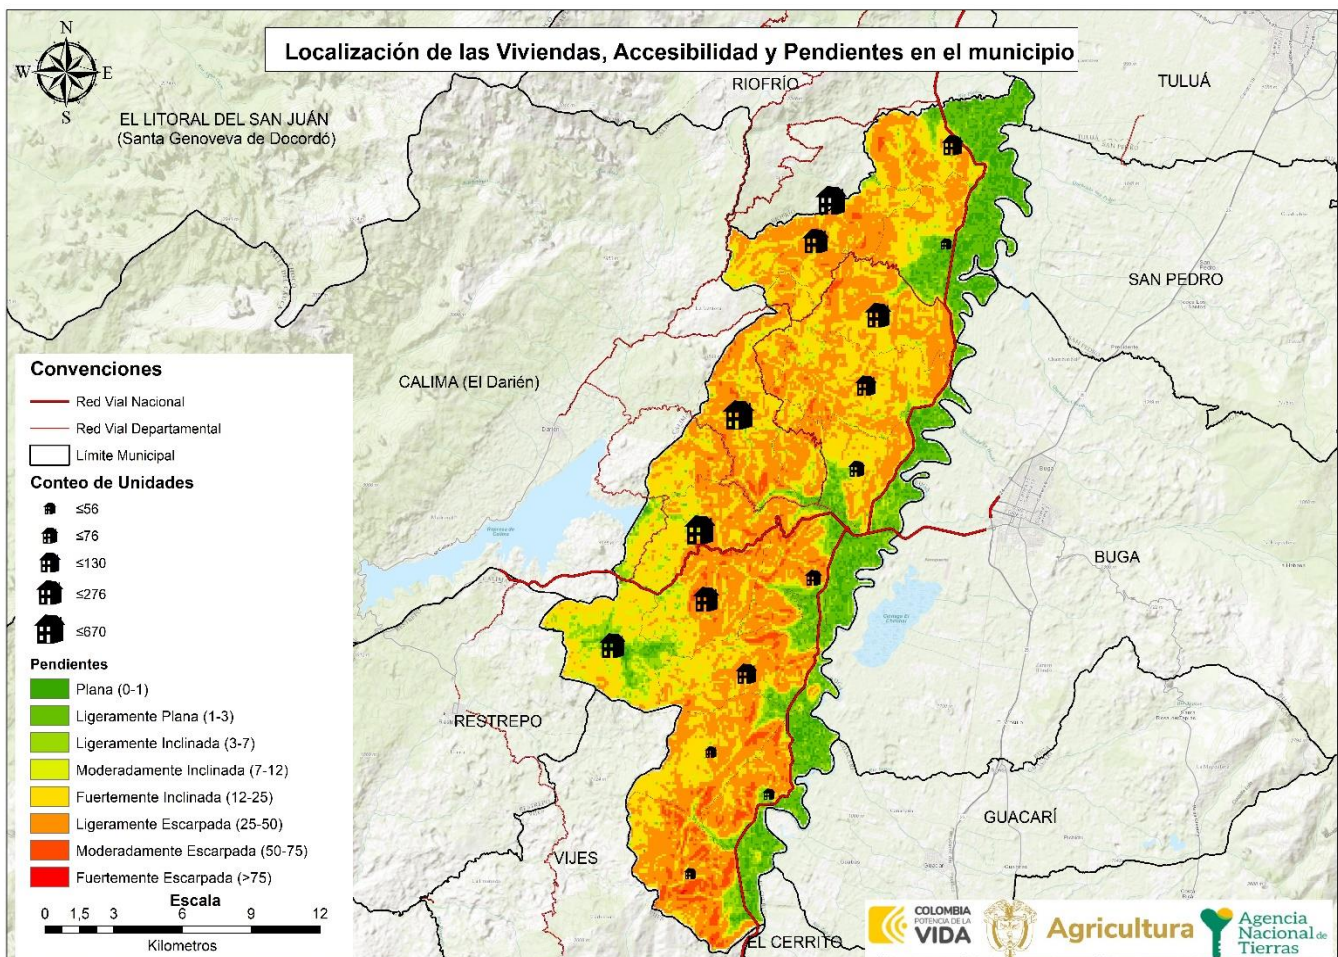 Localización de las Viviendas, Accesibilidad y Pendientes en el municipio
N
W
E
S
EL LITORAL DEL SAN JUÁN
(Santa Genoveva de Docordó)
RIOFRÍO
TULUÁ
SAN PEDRO
CALIMA (El Darién)
BUGA
RESTREPO
GUACARÍ
VIJES
EL CERRITO
Convenciones
Red Vial Nacional
Red Vial Departamental
Límite Municipal
Conteo de Unidades
≤56
≤76
≤130
≤276
≤670
Pendientes
Plana (0-1)
Ligeramente Plana (1-3)
Ligeramente Inclinada (3-7)
Moderadamente Inclinada (7-12)
Fuertemente Inclinada (12-25)
Ligeramente Escarpada (25-50)
Moderadamente Escarpada (50-75)
Fuertemente Escarpada (>75)
Escala
0 1,5 3 6 9 12
Kilometros
COLOMBIA
POTENCIA DE LA
VIDA
Agricultura
Agencia
Nacional de
Tierras